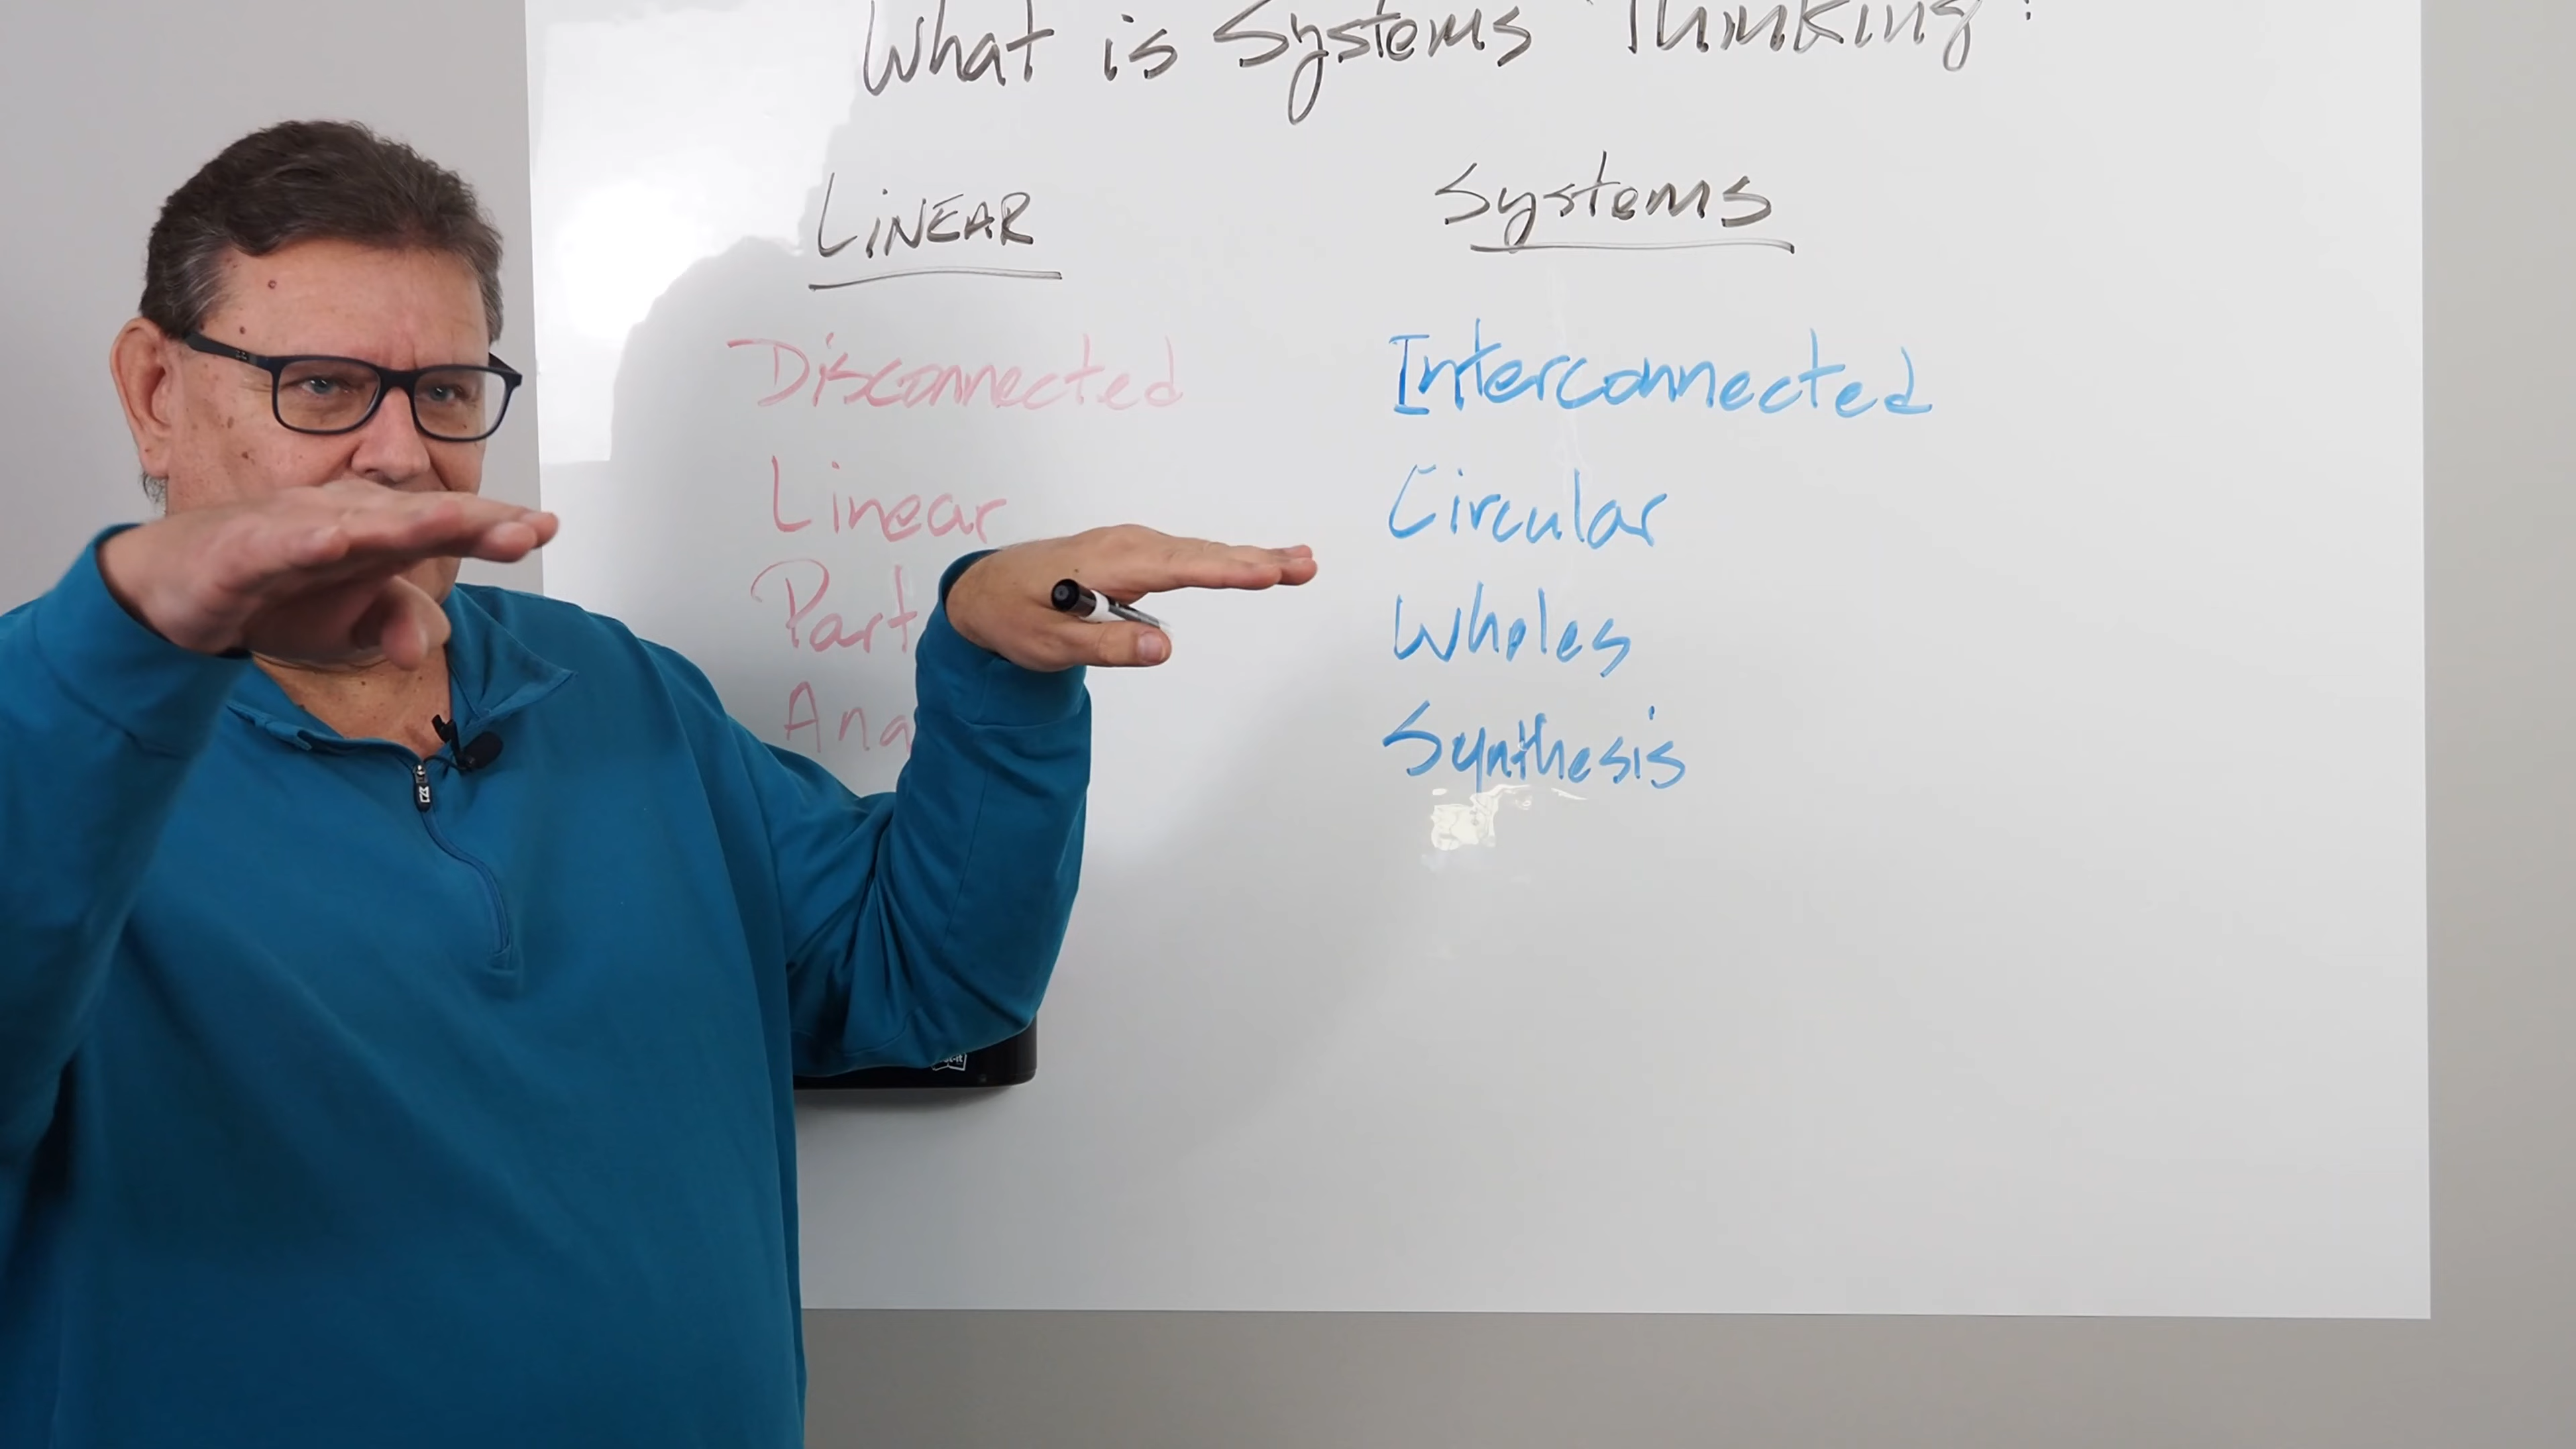 What is Systems Thinking?
LINEAR
Systems
Disconnected
Interconnected
Linear
Circular
Part
Wholes
Ana
Synthesis